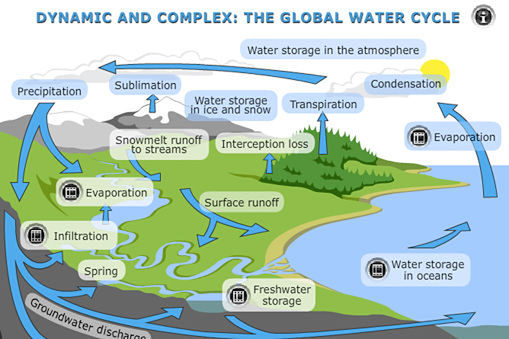 DYNAMIC AND COMPLEX: THE GLOBAL WATER CYCLE
Water storage in the atmosphere
Precipitation
Sublimation
Condensation
Water storage
in ice and snow
Transpiration
Snowmelt runoff
to streams
Interception loss
Evaporation
Evaporation
Surface runoff
Infiltration
Spring
Water storage
in oceans
Freshwater
storage
Groundwater discharge